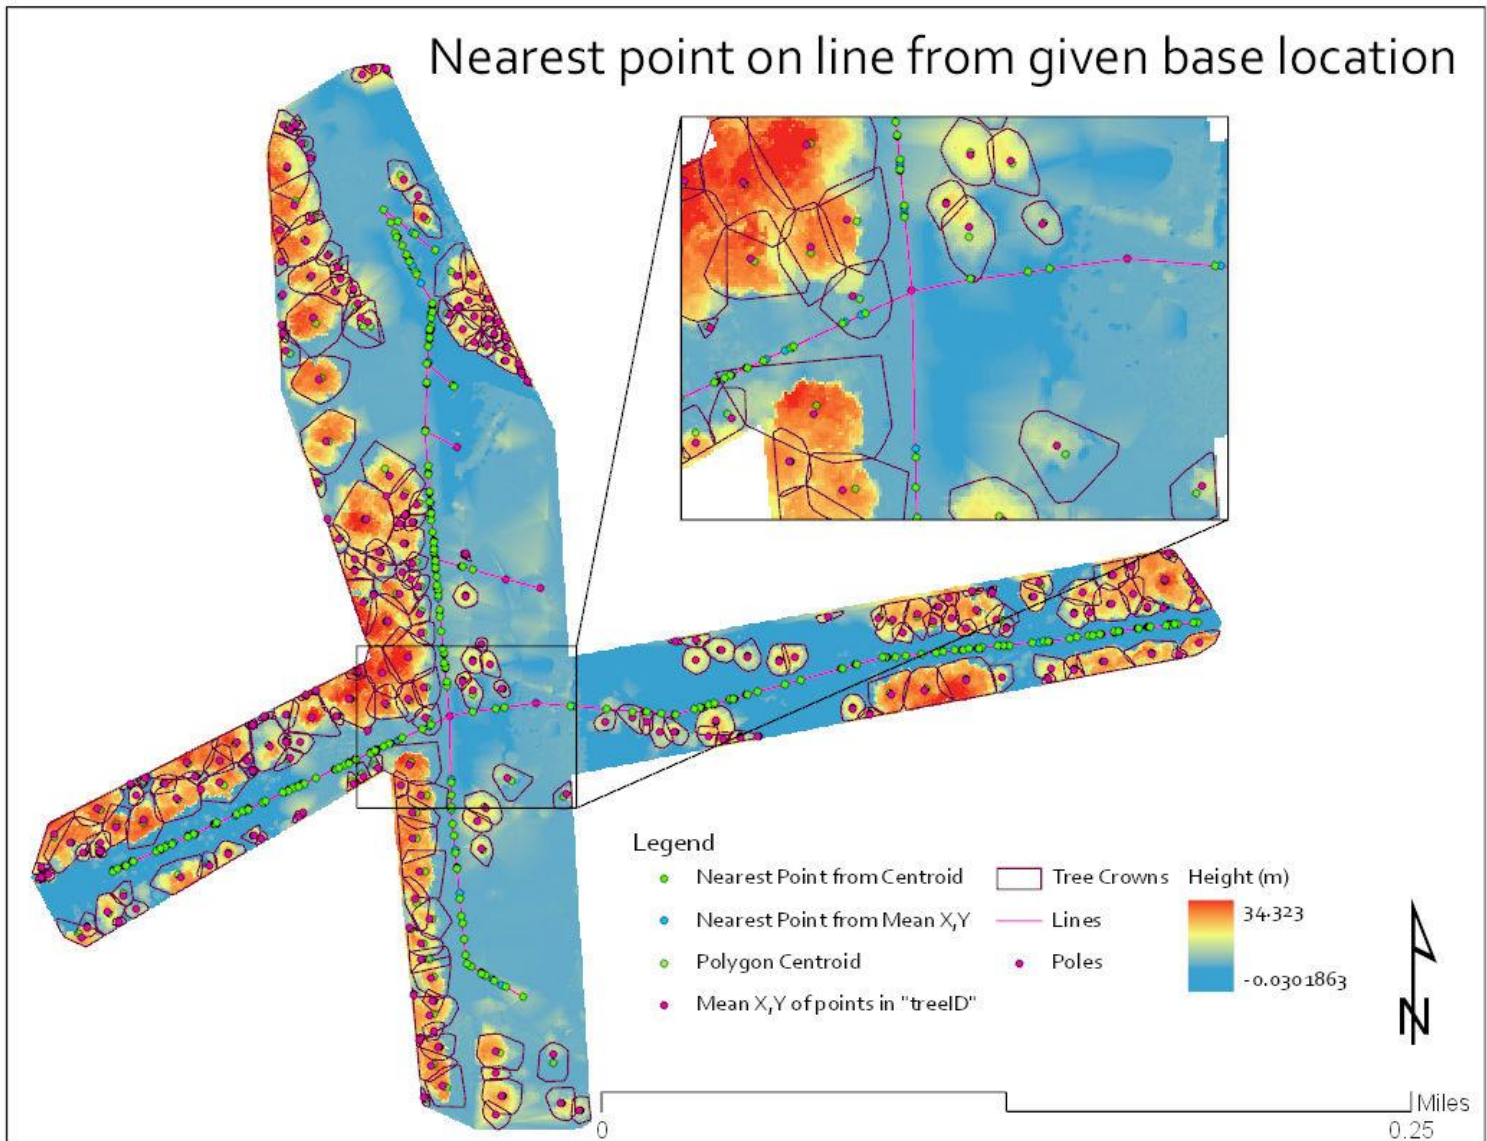 Nearest point on line from given base location
Legend
Nearest Point from Centroid
Nearest Point from Mean X,Y
Polygon Centroid
Mean X,Y of points in "treeID"
Tree Crowns
Lines
Poles
Height (m)
34.323
-0.0301863
N
Miles
0
0.25